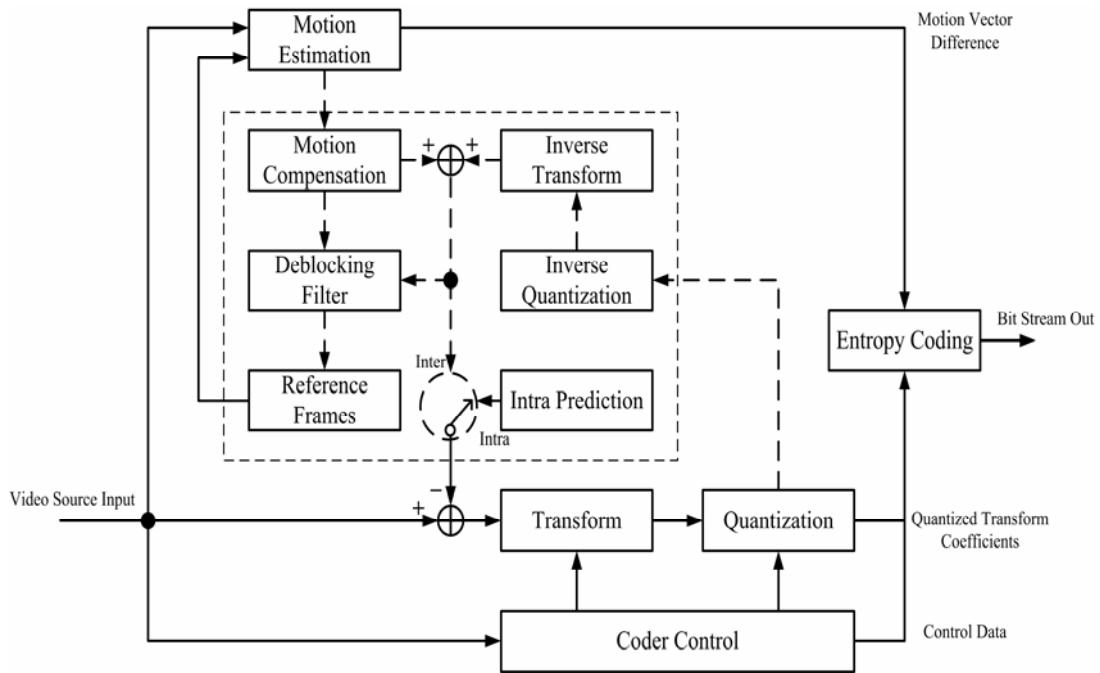 Motion
Estimation
Motion Vector
Difference
Motion
Compensation
+
+
Inverse
Transform
Deblocking
Filter
Inverse
Quantization
Bit Stream Out
Entropy Coding
Inter
Reference
Frames
Intra Prediction
Intra
Video Source Input
−
+
Transform
Quantization
Quantized Transform
Coefficients
Coder Control
Control Data